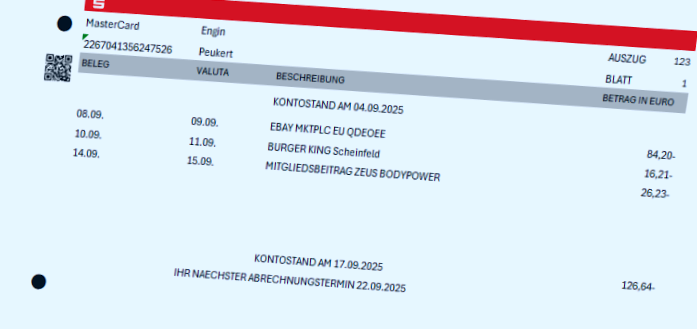 MasterCard Engin
2267041356247526 Peukert AUSZUG 123
BLATT 1
BELEG VALUTA BESCHREIBUNG BETRAG IN EURO
KONTOSTAND AM 04.09.2025
08.09. 09.09. EBAY MKTPLC EU QDEOEE 84,20-
10.09. 11.09. BURGER KING Scheinfeld 16,21-
14.09. 15.09. MITGLIEDSBEITRAG ZEUS BODYPOWER 26,23-
KONTOSTAND AM 17.09.2025 126,64-
IHR NAECHSTER ABRECHNUNGSTERMIN 22.09.2025